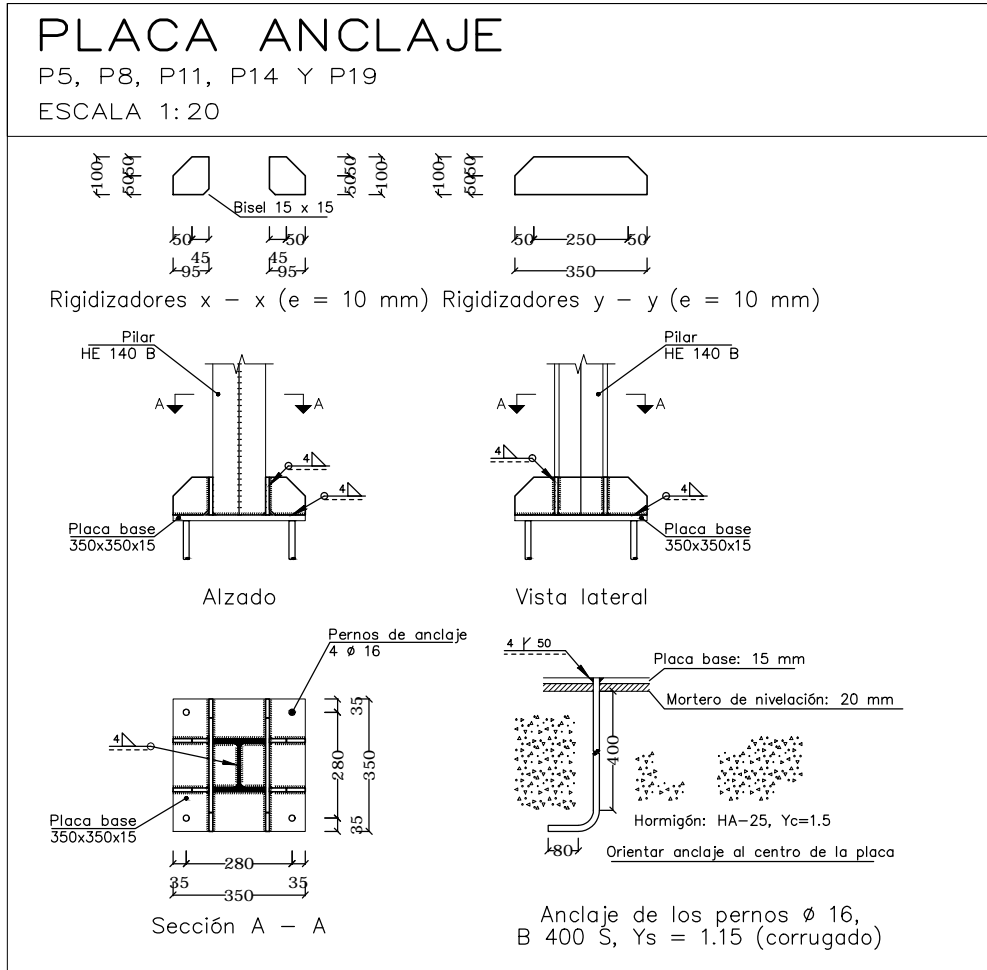 PLACA ANCLAJE
P5, P8, P11, P14 Y P19
ESCALA 1:20
100 50 50
50 50 100
100 50 50
Bisel 15 x 15
50 45 95
45 50 95
50 250 50
350
Rigidizadores x - x (e = 10 mm)
Rigidizadores y - y (e = 10 mm)
Pilar
HE 140 B
A A
4
4
Placa base
350x350x15
Alzado
Pilar
HE 140 B
A A
4
4
Placa base
350x350x15
Vista lateral
Pernos de anclaje
4 ø 16
4
Placa base
350x350x15
35 280 35
350
35 280 35
350
Sección A - A
4 50
Placa base: 15 mm
Mortero de nivelación: 20 mm
400
Hormigón: HA-25, Yc=1.5
80
Orientar anclaje al centro de la placa
Anclaje de los pernos ø 16,
B 400 S, Ys = 1.15 (corrugado)